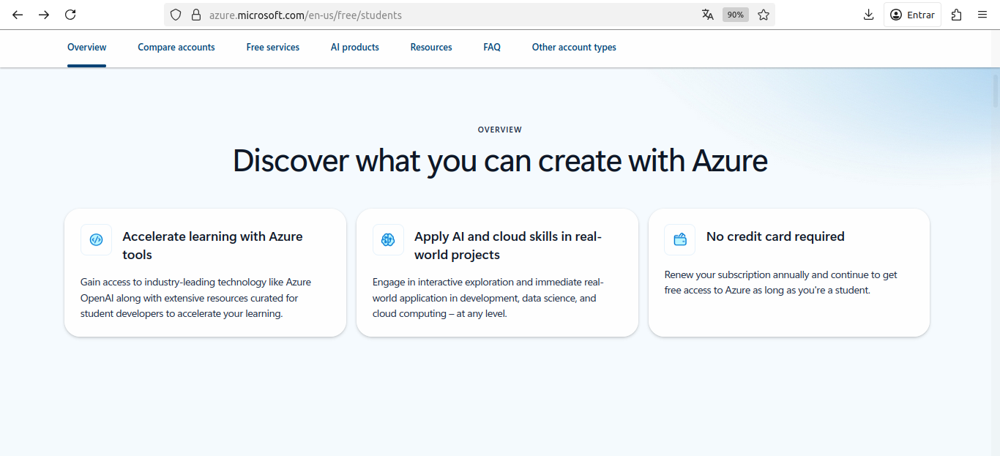 azure.microsoft.com/en-us/free/students
90%
Entrar
Overview
Compare accounts
Free services
AI products
Resources
FAQ
Other account types
OVERVIEW
Discover what you can create with Azure
Accelerate learning with Azure
tools
Gain access to industry-leading technology like Azure
OpenAI along with extensive resources curated for
student developers to accelerate your learning.
Apply AI and cloud skills in real-
world projects
Engage in interactive exploration and immediate real-
world application in development, data science, and
cloud computing – at any level.
No credit card required
Renew your subscription annually and continue to get
free access to Azure as long as you're a student.